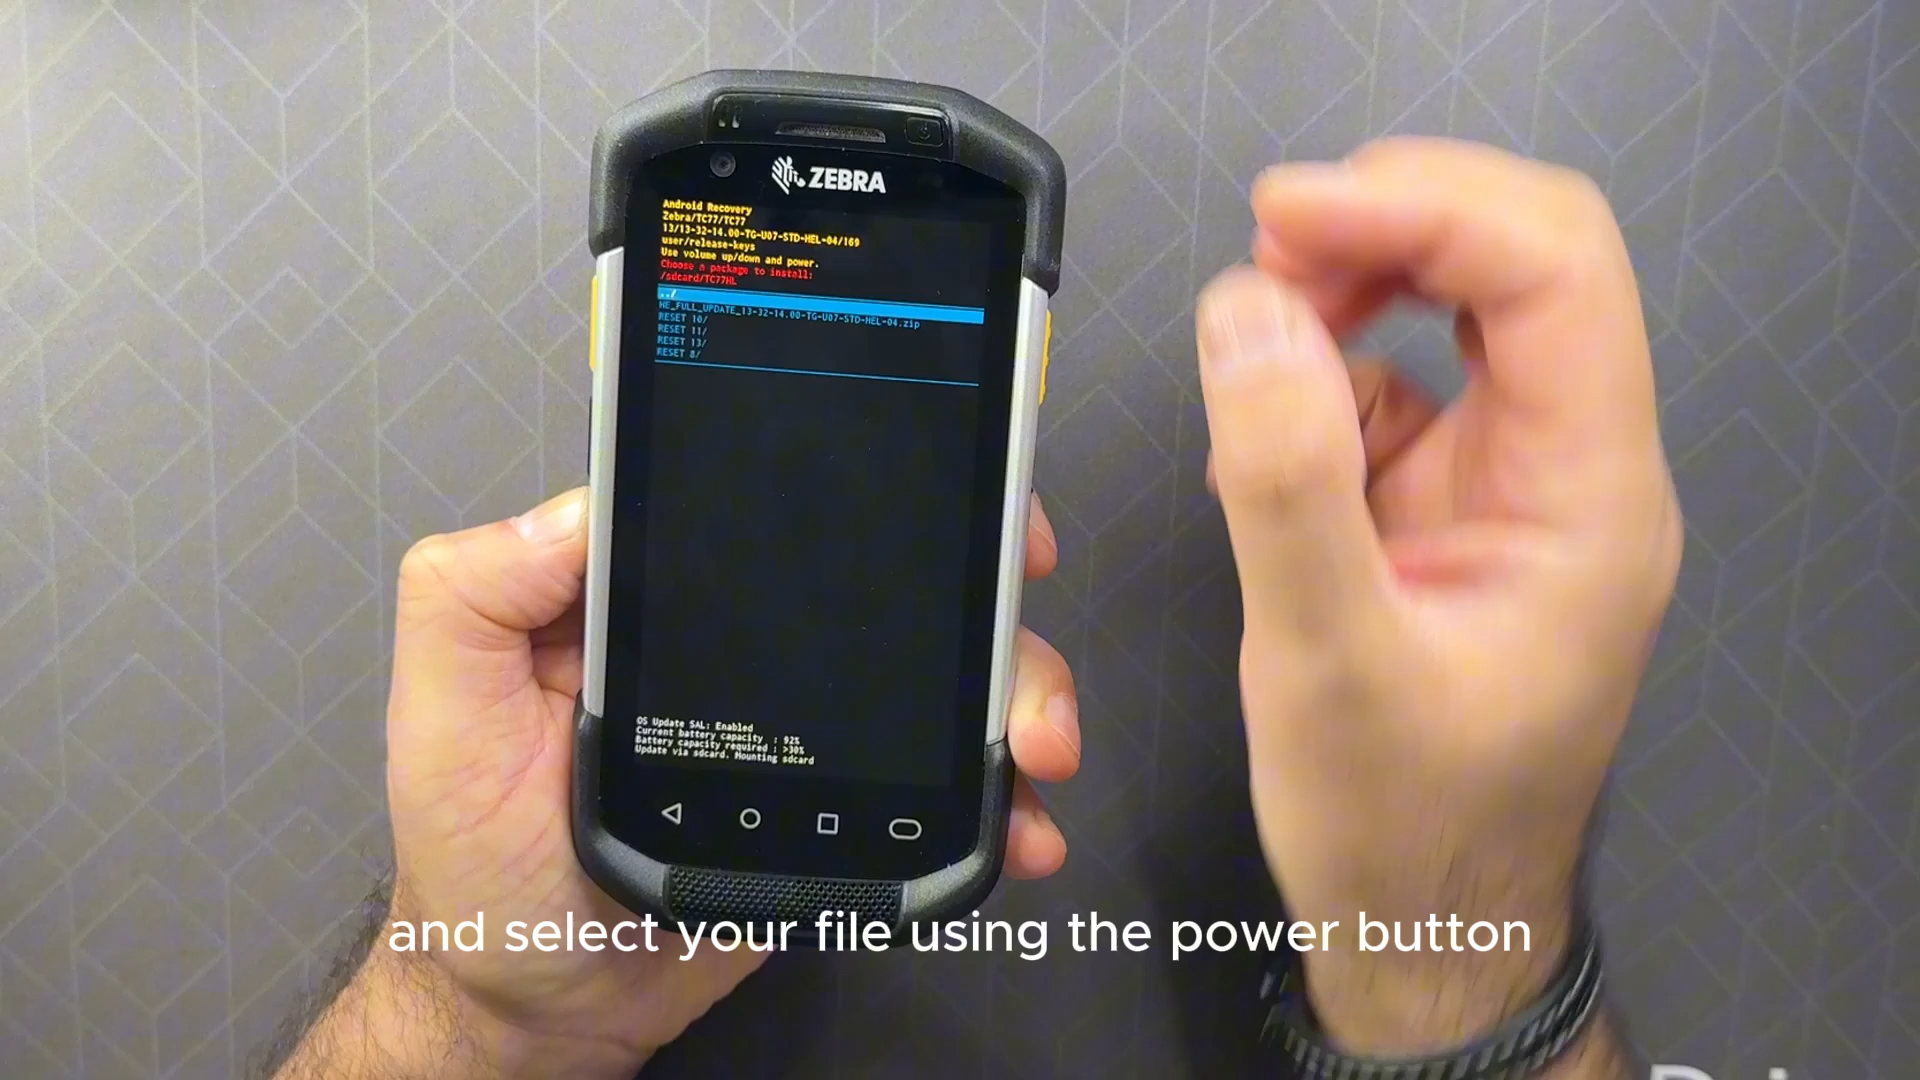 ZEBRA
Android Recovery
Zebra/TC77/TC77
13/13-32-14.00-TG-U07-STD-HEL-04/169
user/release-keys
Use volume up/down and power.
Choose a package to install:
/sdcard/TC77HL
../
HE_FULL_UPDATE_13-32-14.00-TG-U07-STD-HEL-04.zip
RESET 10/
RESET 11/
RESET 13/
RESET 8/
OS Update SAL: Enabled
Current battery capacity : 92%
Battery capacity required : >30%
Update via sdcard. Mounting sdcard
and select your file using the power button